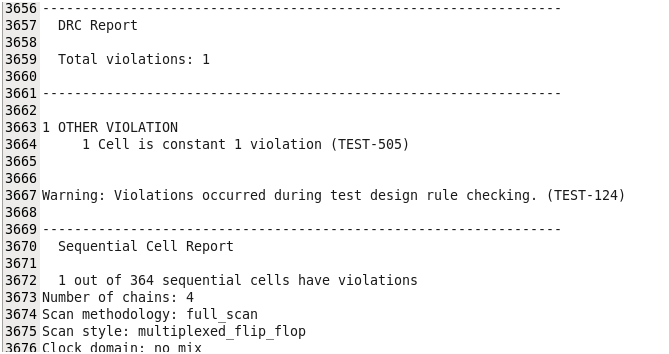 3656 -----------------------------------------------------------------
3657   DRC Report
3658
3659   Total violations: 1
3660
3661 -----------------------------------------------------------------
3662
3663 1 OTHER VIOLATION
3664      1 Cell is constant 1 violation (TEST-505)
3665
3666
3667 Warning: Violations occurred during test design rule checking. (TEST-124)
3668
3669 -----------------------------------------------------------------
3670   Sequential Cell Report
3671
3672   1 out of 364 sequential cells have violations
3673 Number of chains: 4
3674 Scan methodology: full_scan
3675 Scan style: multiplexed_flip_flop
3676 Clock domain: no_mix